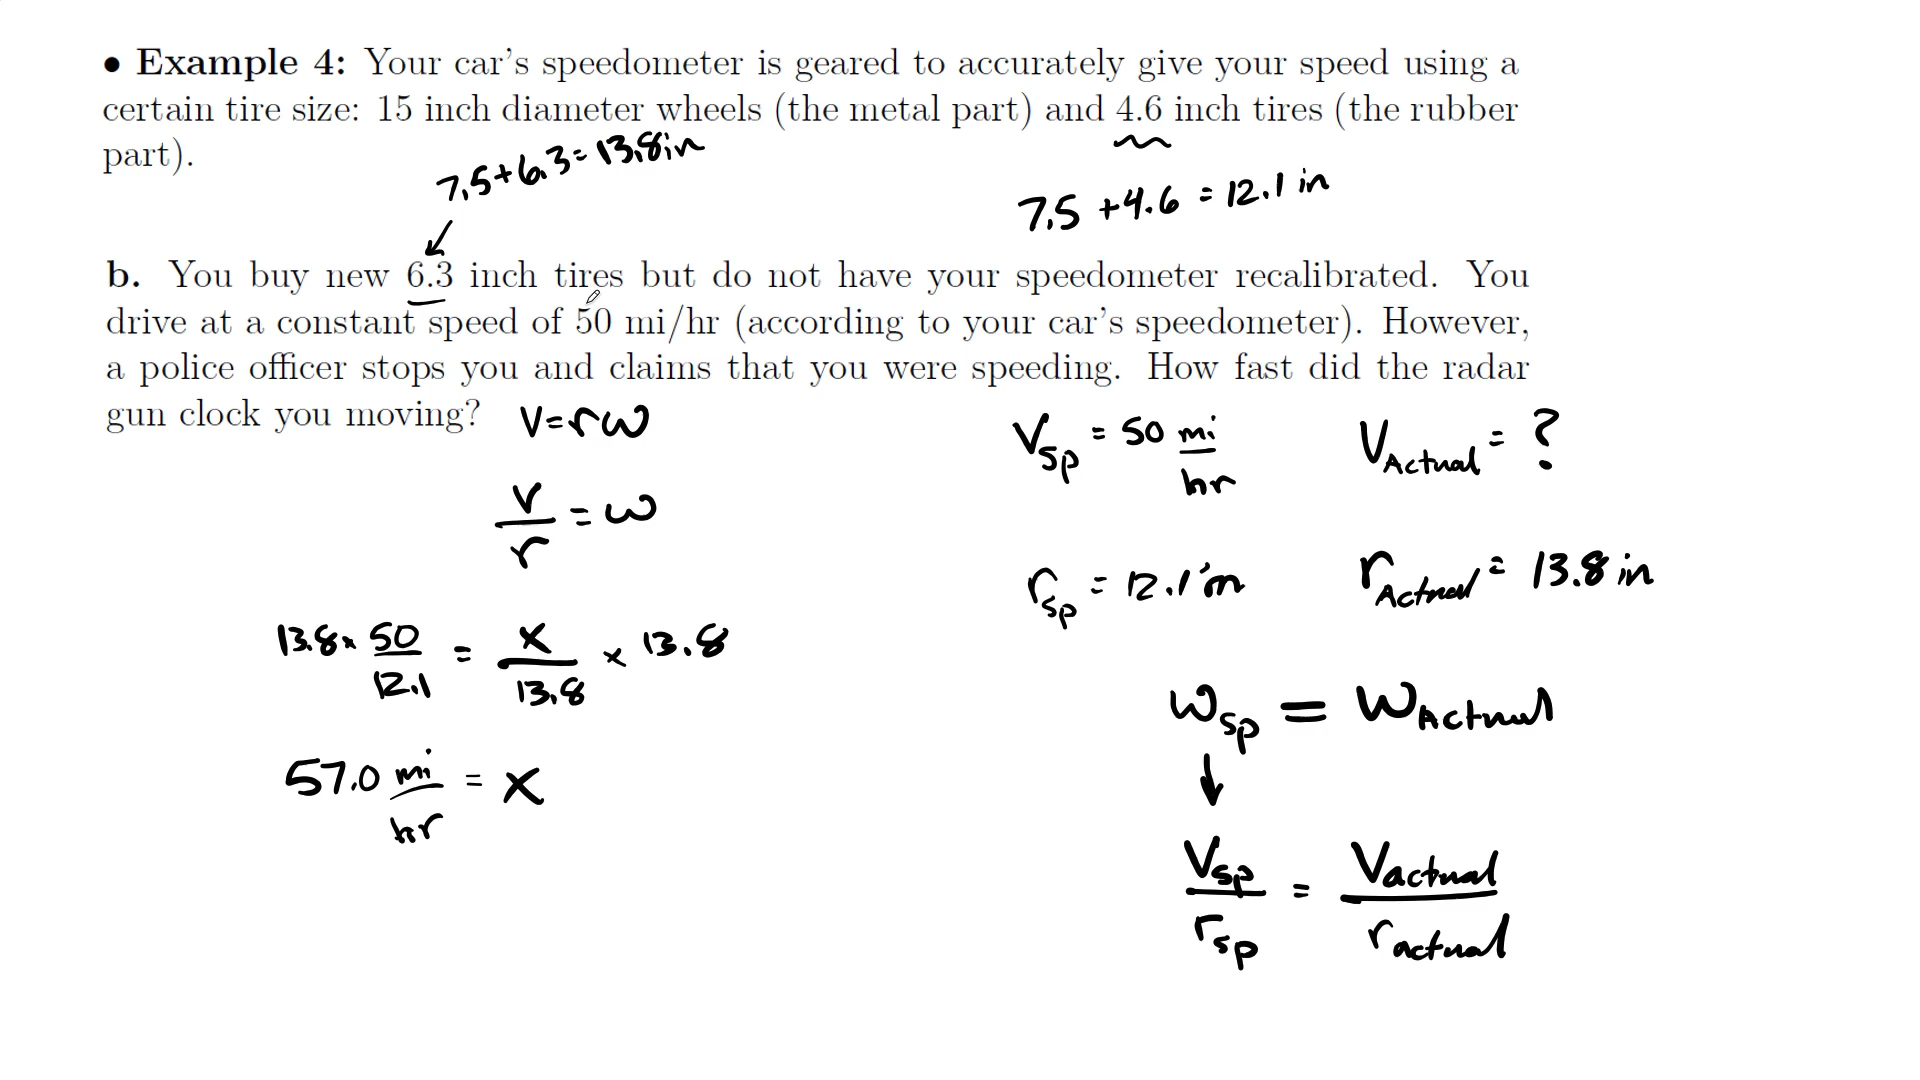 • Example 4: Your car's speedometer is geared to accurately give your speed using a
certain tire size: 15 inch diameter wheels (the metal part) and 4.6 inch tires (the rubber
part).
7.5+6.3=13.8in
7.5 +4.6 = 12.1 in
b. You buy new 6.3 inch tires but do not have your speedometer recalibrated. You
drive at a constant speed of 50 mi/hr (according to your car's speedometer). However,
a police officer stops you and claims that you were speeding. How fast did the radar
gun clock you moving?
V=rω
V/r = ω
13.8 × 50/12.1 = x/13.8 × 13.8
57.0 mi/hr = x
Vsp = 50 mi/hr
VActual = ?
rsp = 12.1 in
rActual = 13.8 in
ωsp = ωActual
↓
Vsp/rsp = Vactual/ractual